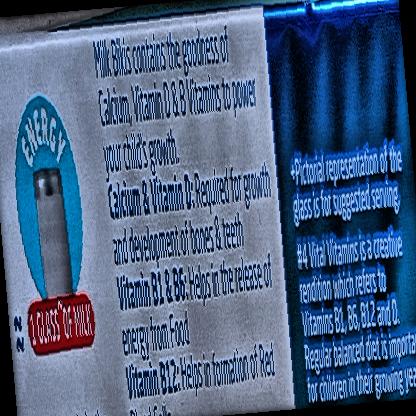 Milk Bikis contains the goodness of
Calcium, Vitamin D & B Vitamins to power
your child's growth.
Calcium & Vitamin D: Required for growth
and development of bones & teeth
Vitamin B1 & B6: Helps in the release of
energy from Food
Vitamin B12: Helps in formation of Red
ENERGY
1 GLASS OF MILK
*Pictorial representation of the
glass is for suggested serving.
#4 Vital Vitamins is a creative
rendition which refers to
Vitamins B1, B6, B12 and D.
Regular balanced diet is important
for children in their growing